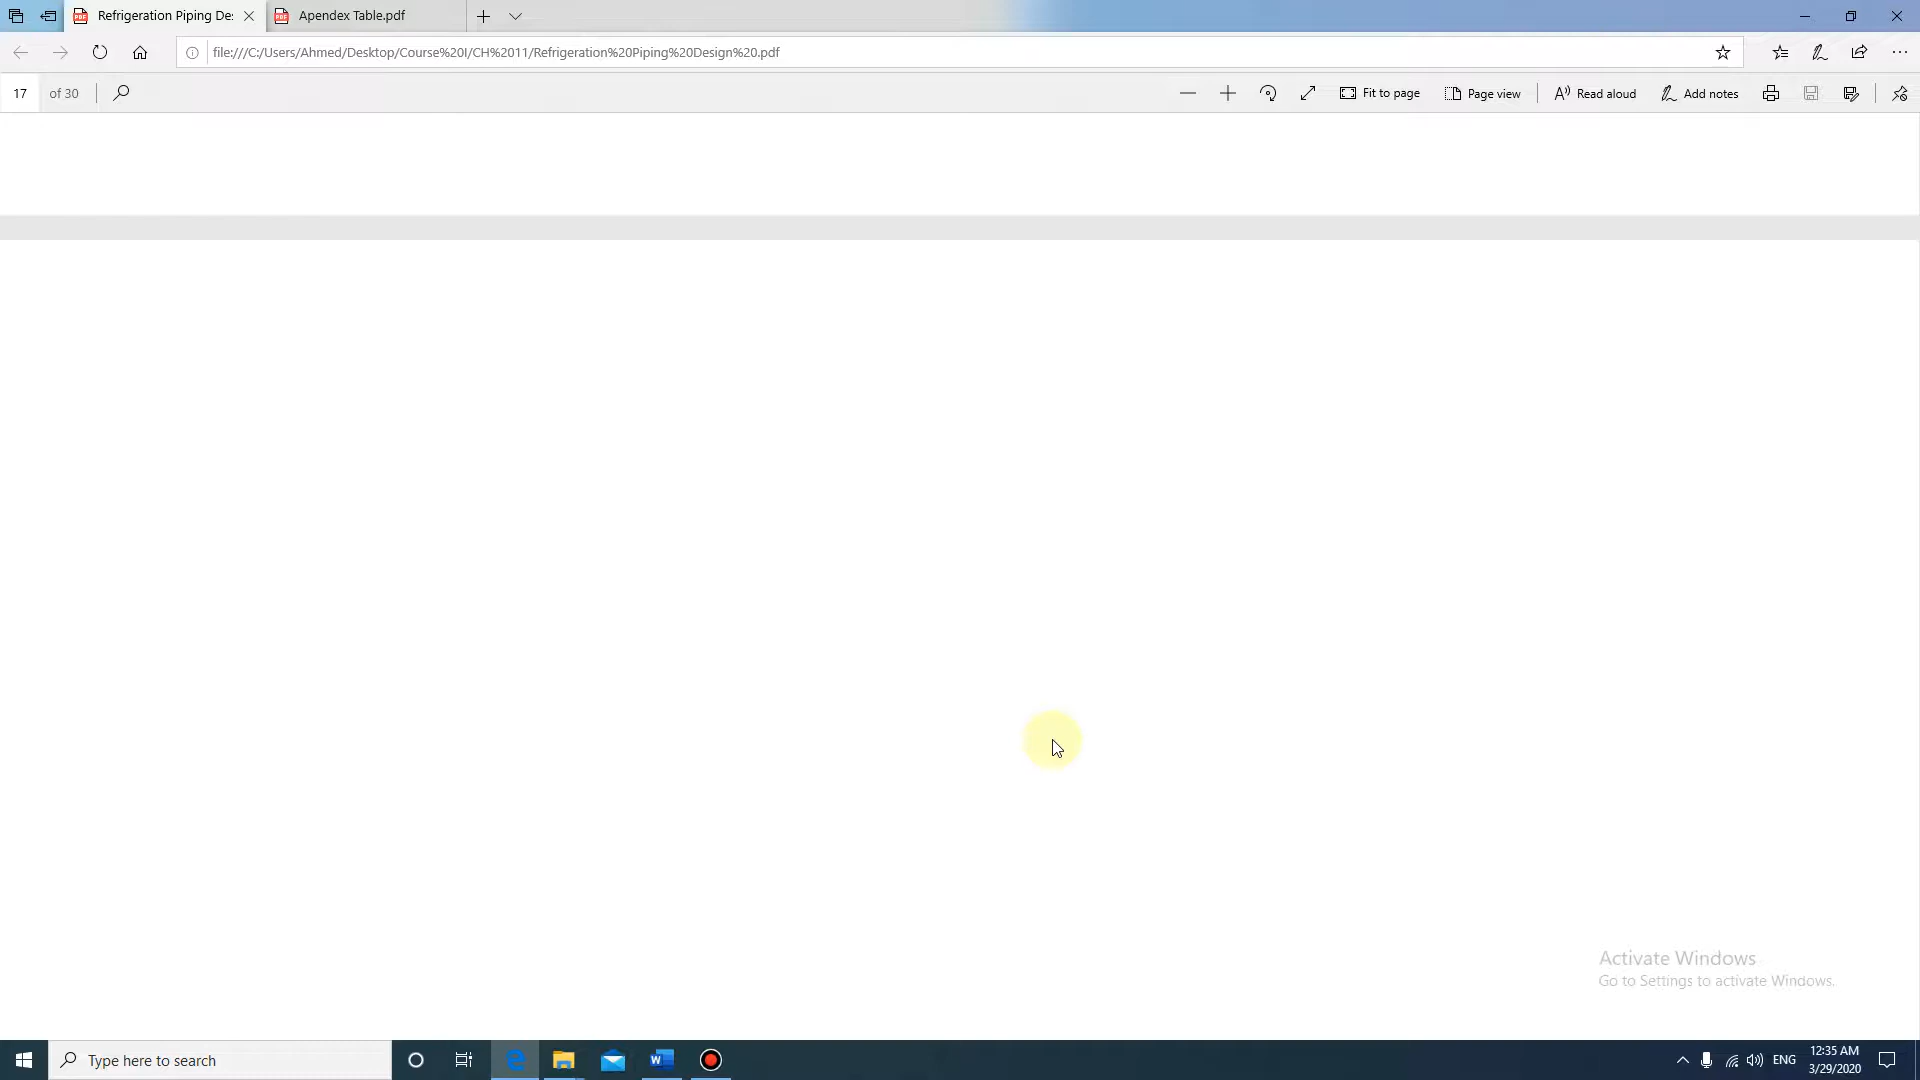 Refrigeration Piping De:
Apendex Table.pdf
file:///C:/Users/Ahmed/Desktop/Course%20I/CH%2011/Refrigeration%20Piping%20Design%20.pdf
17 of 30
Fit to page
Page view
Read aloud
Add notes
Activate Windows
Go to Settings to activate Windows.
Type here to search
ENG
12:35 AM
3/29/2020